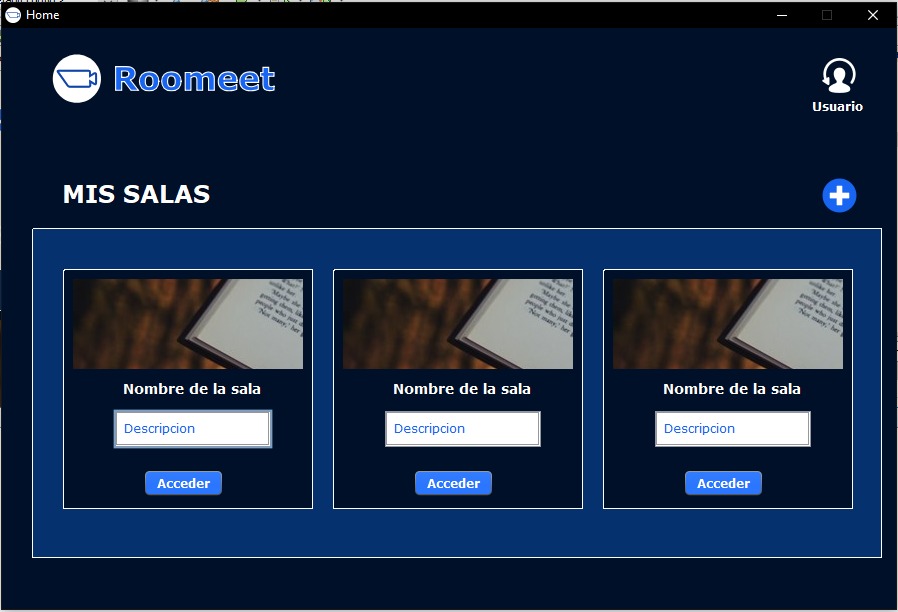 Home
Roomeet
Usuario
MIS SALAS
Nombre de la sala
Descripcion
Acceder
Nombre de la sala
Descripcion
Acceder
Nombre de la sala
Descripcion
Acceder